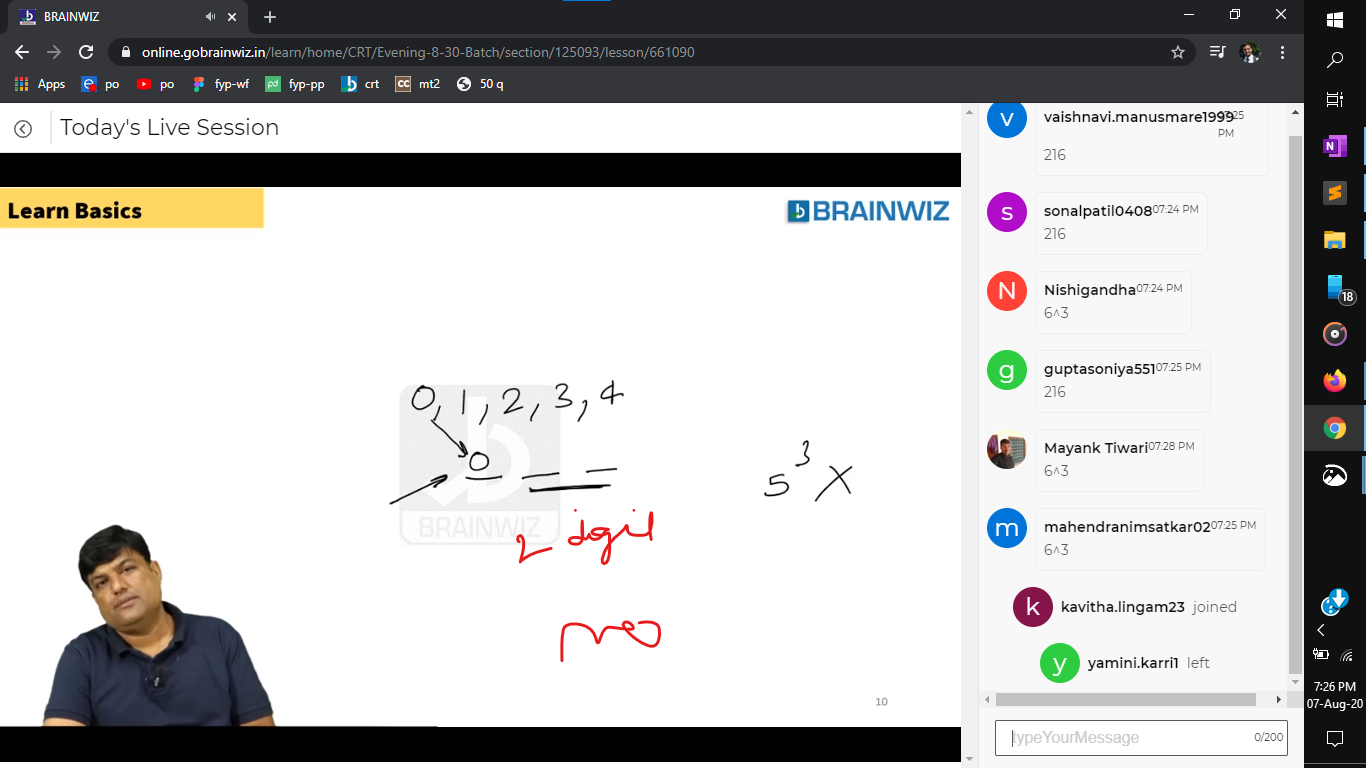 BRAINWIZ
online.gobrainwiz.in/learn/home/CRT/Evening-8-30-Batch/section/125093/lesson/661090
Apps po po fyp-wf fyp-pp crt mt2 50 q
Today's Live Session
Learn Basics
BRAINWIZ
0, 1, 2, 3, 4
0
5³ X
BRAINWIZ
2 digit
no
10
vaishnavi.manusmare1999 07:25 PM
216
sonalpatil0408 07:24 PM
216
Nishigandha 07:24 PM
6^3
guptasoniya551 07:25 PM
216
Mayank Tiwari 07:28 PM
6^3
mahendranimsatkar02 07:25 PM
6^3
kavitha.lingam23 joined
yamini.karri1 left
typeYourMessage 0/200
18
7:26 PM
07-Aug-20